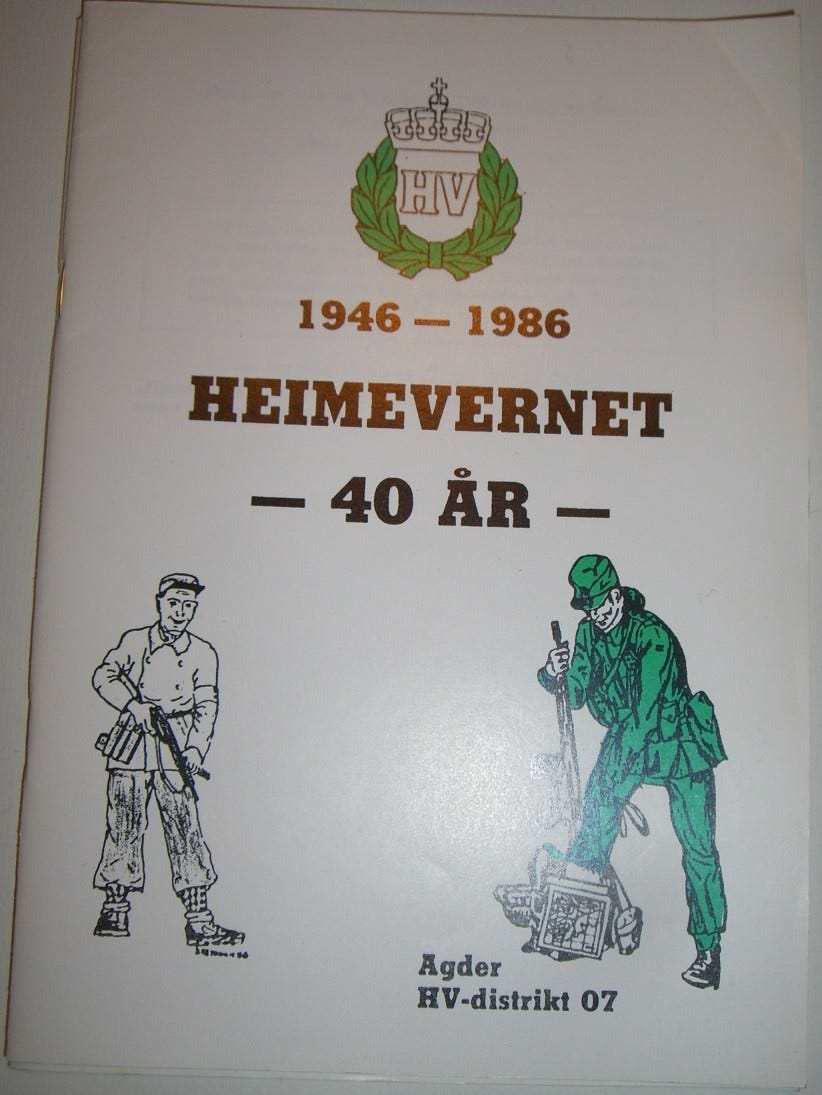 HV
1946 — 1986
HEIMEVERNET
— 40 ÅR —
Agder
HV-distrikt 07